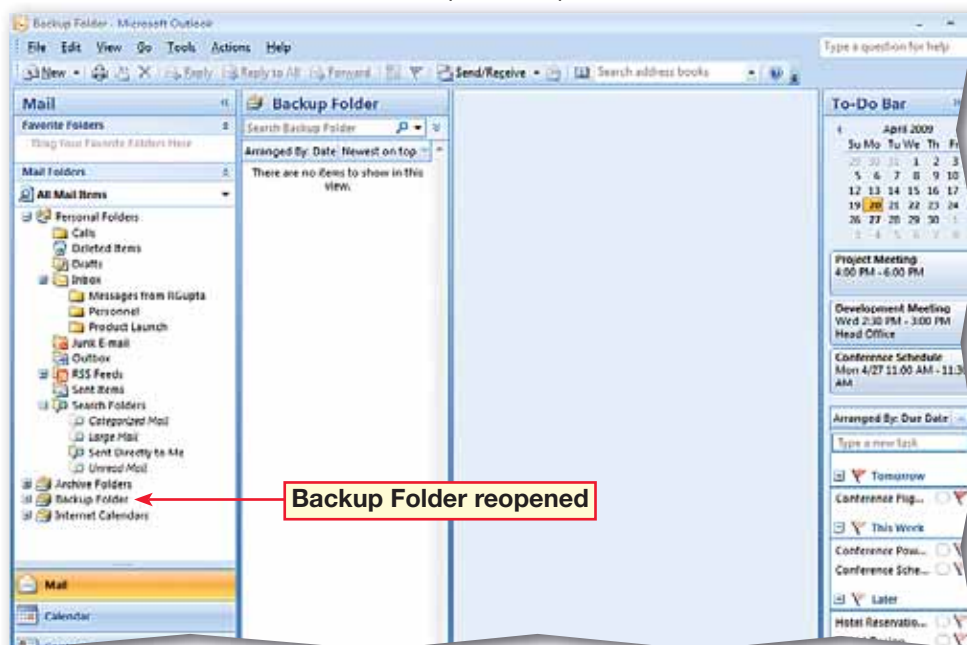 Backup Folder - Microsoft Outlook
File Edit View Go Tools Actions Help
Type a question for help
New Reply Reply to All Forward Send/Receive Search address books
Mail
Favorite Folders
Drag Your Favorite Folders Here
Mail Folders
All Mail Items
Personal Folders
Calls
Deleted Items
Drafts
Inbox
Messages from RGupta
Personnel
Product Launch
Junk E-mail
Outbox
RSS Feeds
Sent Items
Search Folders
Categorized Mail
Large Mail
Sent Directly to Me
Unread Mail
Archive Folders
Backup Folder
Internet Calendars
Mail
Calendar
Backup Folder
Search Backup Folder
Arranged By: Date Newest on top
There are no items to show in this
view.
Backup Folder reopened
To-Do Bar
April 2009
Su Mo Tu We Th Fr
29 30 31 1 2 3
5 6 7 8 9 10
12 13 14 15 16 17
19 20 21 22 23 24
26 27 28 29 30 1
3 4 5 6 7 8
Project Meeting
4:00 PM - 6:00 PM
Development Meeting
Wed 2:30 PM - 3:00 PM
Head Office
Conference Schedule
Mon 4/27 11:00 AM - 11:30
AM
Arranged By: Due Date
Type a new task
Tomorrow
Conference Flig...
This Week
Conference Pow...
Conference Sche...
Later
Hotel Reservatio...